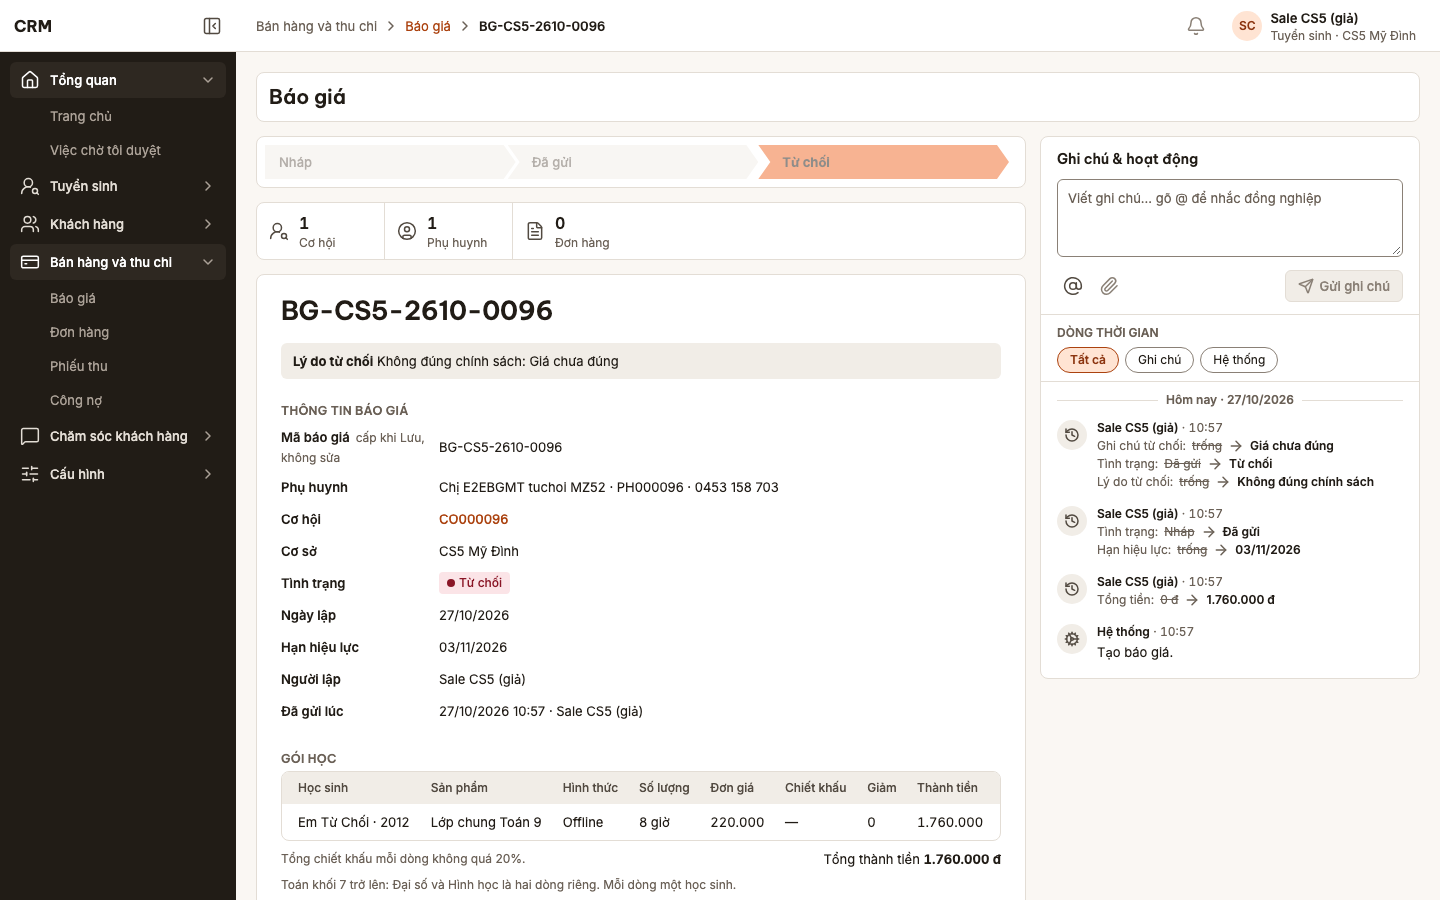 CRM
Bán hàng và thu chi > Báo giá > BG-CS5-2610-0096
SC
Sale CS5 (giả)
Tuyển sinh · CS5 Mỹ Đình
Tổng quan
Trang chủ
Việc chờ tôi duyệt
Tuyển sinh
Khách hàng
Bán hàng và thu chi
Báo giá
Đơn hàng
Phiếu thu
Công nợ
Chăm sóc khách hàng
Cấu hình
Báo giá
Nháp
Đã gửi
Từ chối
1
Cơ hội
1
Phụ huynh
0
Đơn hàng
BG-CS5-2610-0096
Lý do từ chối Không đúng chính sách: Giá chưa đúng
THÔNG TIN BÁO GIÁ
Mã báo giá cấp khi Lưu, không sửa BG-CS5-2610-0096
Phụ huynh Chị E2EBGMT tuchoi MZ52 · PH000096 · 0453 158 703
Cơ hội CO000096
Cơ sở CS5 Mỹ Đình
Tình trạng Từ chối
Ngày lập 27/10/2026
Hạn hiệu lực 03/11/2026
Người lập Sale CS5 (giả)
Đã gửi lúc 27/10/2026 10:57 · Sale CS5 (giả)
GÓI HỌC
Học sinh Sản phẩm Hình thức Số lượng Đơn giá Chiết khấu Giảm Thành tiền
Em Từ Chối · 2012 Lớp chung Toán 9 Offline 8 giờ 220.000 — 0 1.760.000
Tổng chiết khấu mỗi dòng không quá 20%. Tổng thành tiền 1.760.000 đ
Toán khối 7 trở lên: Đại số và Hình học là hai dòng riêng. Mỗi dòng một học sinh.
Ghi chú & hoạt động
Viết ghi chú... gõ @ để nhắc đồng nghiệp
Gửi ghi chú
DÒNG THỜI GIAN
Tất cả
Ghi chú
Hệ thống
Hôm nay · 27/10/2026
Sale CS5 (giả) · 10:57
Ghi chú từ chối: trống → Giá chưa đúng
Tình trạng: Đã gửi → Từ chối
Lý do từ chối: trống → Không đúng chính sách
Sale CS5 (giả) · 10:57
Tình trạng: Nháp → Đã gửi
Hạn hiệu lực: trống → 03/11/2026
Sale CS5 (giả) · 10:57
Tổng tiền: 0 đ → 1.760.000 đ
Hệ thống · 10:57
Tạo báo giá.